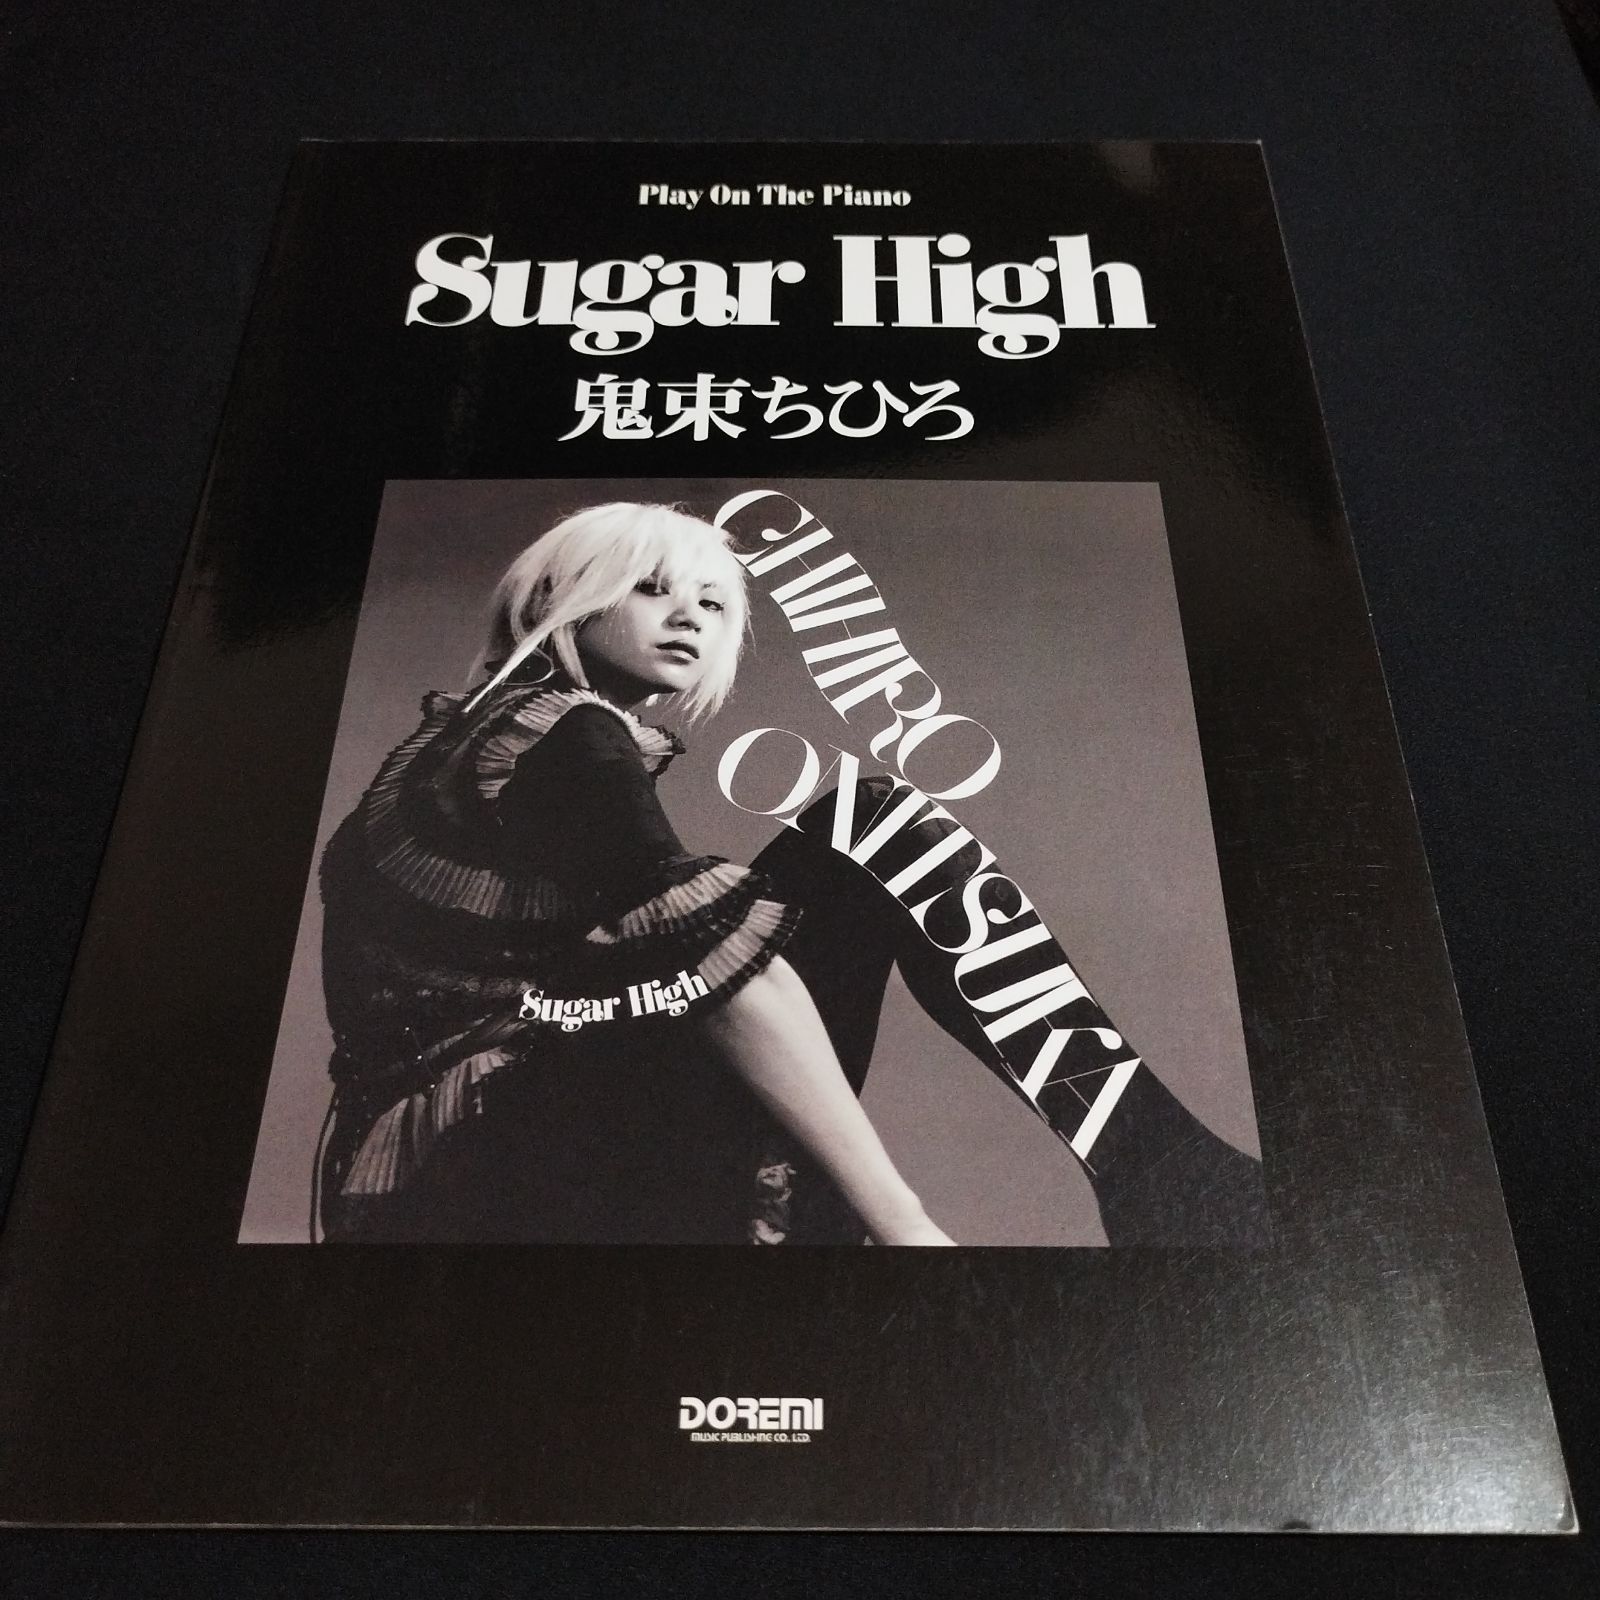 Play On The Piano
Sugar High
鬼束ちひろ
CHIHIRO
ONITSUKA
Sugar High
DOREMI
MUSIC PUBLISHING CO., LTD.